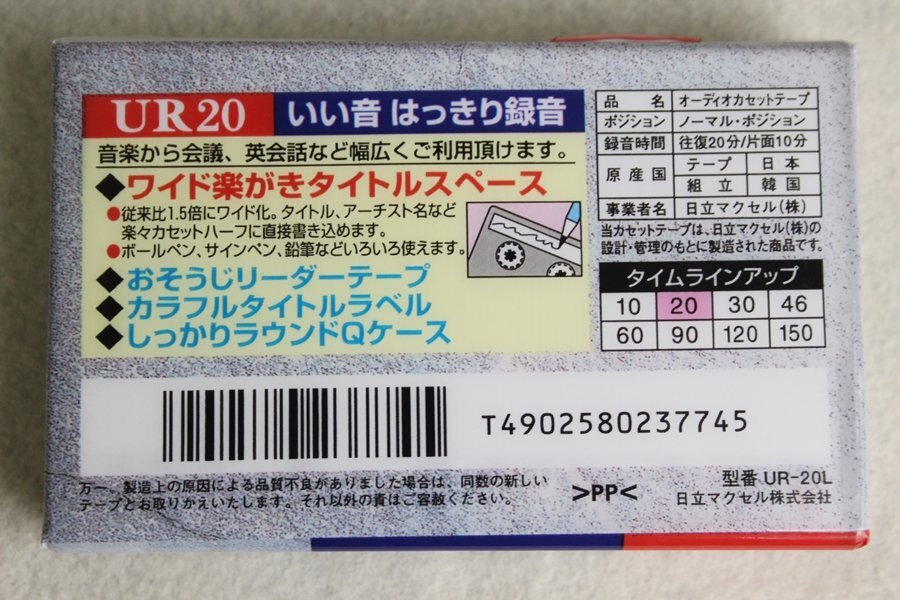 UR20 いい音 はっきり録音
音楽から会議、英会話など幅広くご利用頂けます。
◆ワイド楽がきタイトルスペース
●従来比1.5倍にワイド化。タイトル、アーチスト名など
楽々カセットハーフに直接書き込めます。
●ボールペン、サインペン、鉛筆などいろいろ使えます。
◆おそうじリーダーテープ
◆カラフルタイトルラベル
◆しっかりラウンドQケース
品名 オーディオカセットテープ
ポジション ノーマル・ポジション
録音時間 往復20分/片面10分
原産国 テープ 日本
組立 韓国
事業者名 日立マクセル(株)
当カセットテープは、日立マクセル(株)の
設計・管理のもとに製造された商品です。
タイムラインアップ
10 20 30 46
60 90 120 150
T4902580237745
万一、製造上の原因による品質不良がありました場合は、同数の新しい
テープとお取りかえいたします。それ以外の責はご容赦ください。
>PP<
型番 UR-20L
日立マクセル株式会社